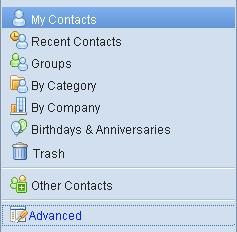 My Contacts
Recent Contacts
Groups
By Category
By Company
Birthdays & Anniversaries
Trash
Other Contacts
Advanced